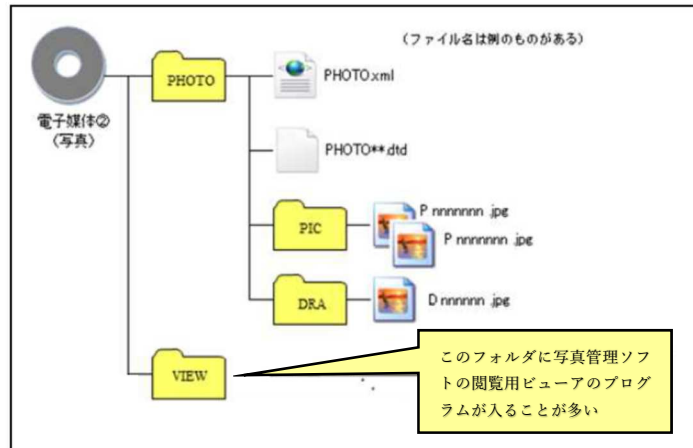 (ファイル名は例のものがある)
電子媒体②
(写真)
PHOTO
PHOTO.xml
PHOTO**.dtd
PIC
P nnnnnnn .jpg
P nnnnnnn .jpg
DRA
D nnnnnn .jpg
VIEW
このフォルダに写真管理ソフ
トの閲覧用ビューアのプログ
ラムが入ることが多い